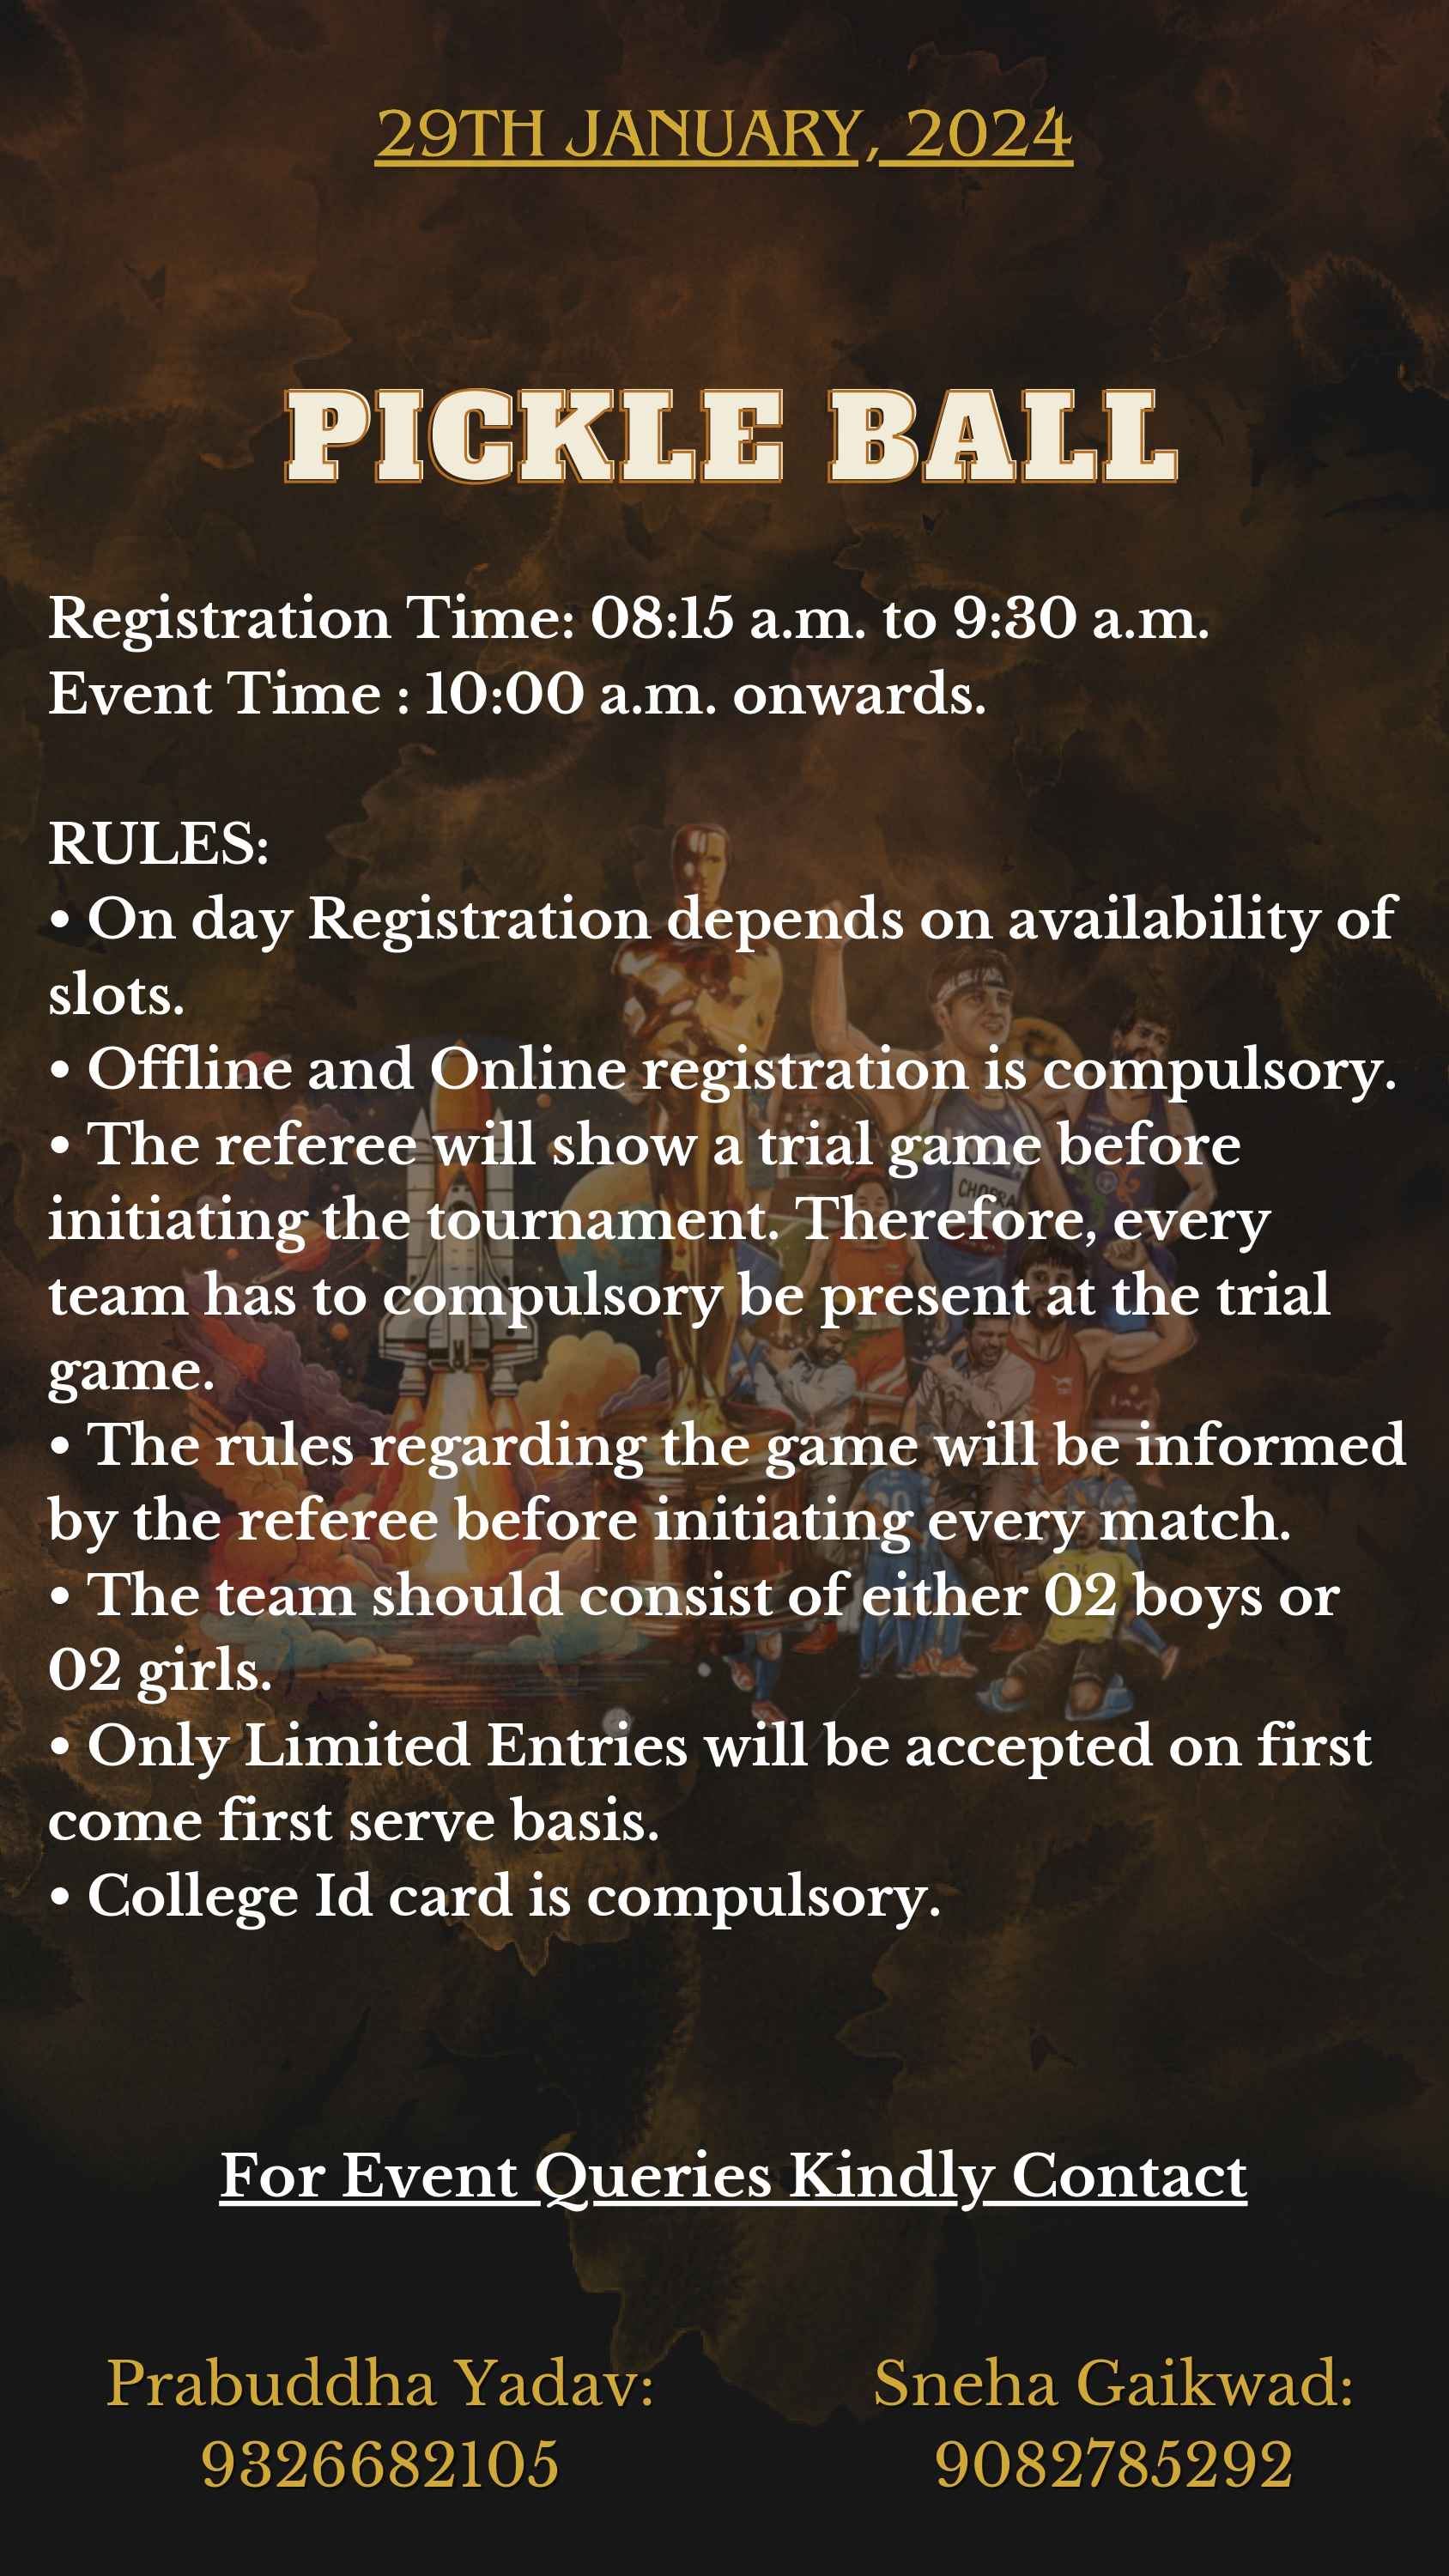 29TH JANUARY, 2024
PICKLE BALL
Registration Time: 08:15 a.m. to 9:30 a.m.
Event Time : 10:00 a.m. onwards.
RULES:
• On day Registration depends on availability of
slots.
• Offline and Online registration is compulsory.
• The referee will show a trial game before
initiating the tournament. Therefore, every
team has to compulsory be present at the trial
game.
• The rules regarding the game will be informed
by the referee before initiating every match.
• The team should consist of either 02 boys or
02 girls.
• Only Limited Entries will be accepted on first
come first serve basis.
• College Id card is compulsory.
For Event Queries Kindly Contact
Prabuddha Yadav:
9326682105
Sneha Gaikwad:
9082785292